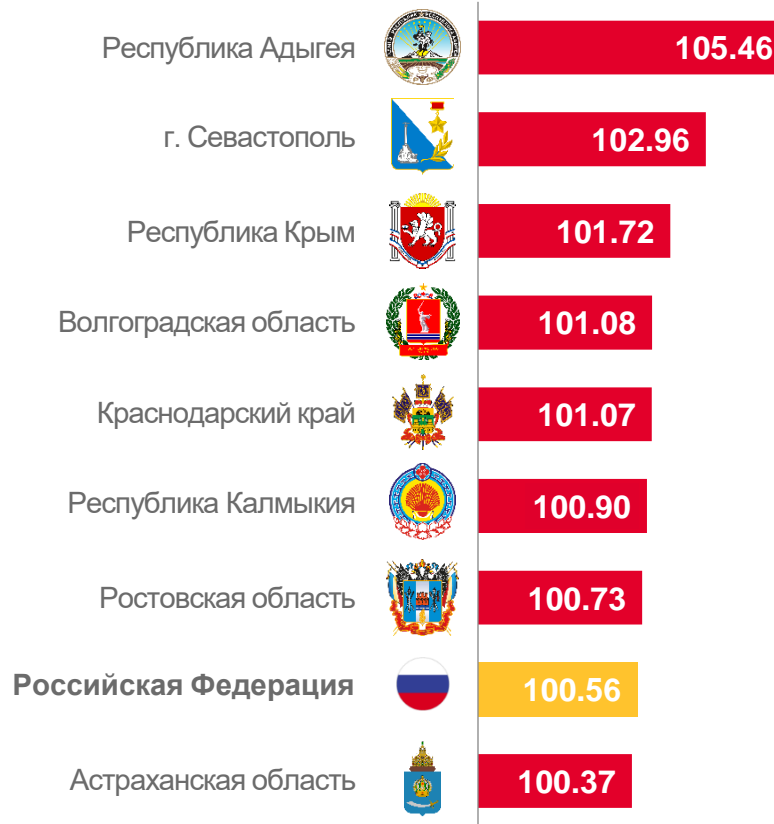 Республика Адыгея 105.46
г. Севастополь 102.96
Республика Крым 101.72
Волгоградская область 101.08
Краснодарский край 101.07
Республика Калмыкия 100.90
Ростовская область 100.73
Российская Федерация 100.56
Астраханская область 100.37